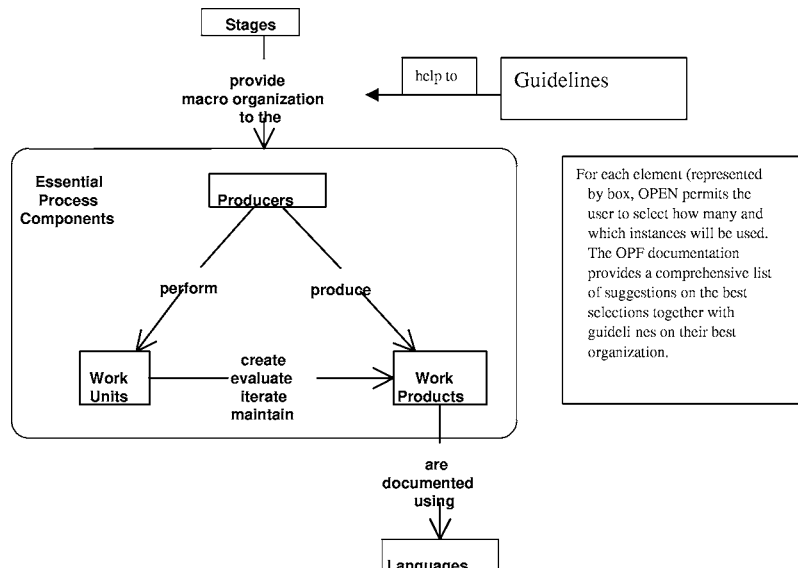 Stages
provide
macro organization
to the
help to
Guidelines
Essential
Process
Components
Producers
perform
produce
Work
Units
create
evaluate
iterate
maintain
Work
Products
are
documented
using
Languages
For each element (represented
by box, OPEN permits the
user to select how many and
which instances will be used.
The OPF documentation
provides a comprehensive list
of suggestions on the best
selections together with
guideli nes on their best
organization.